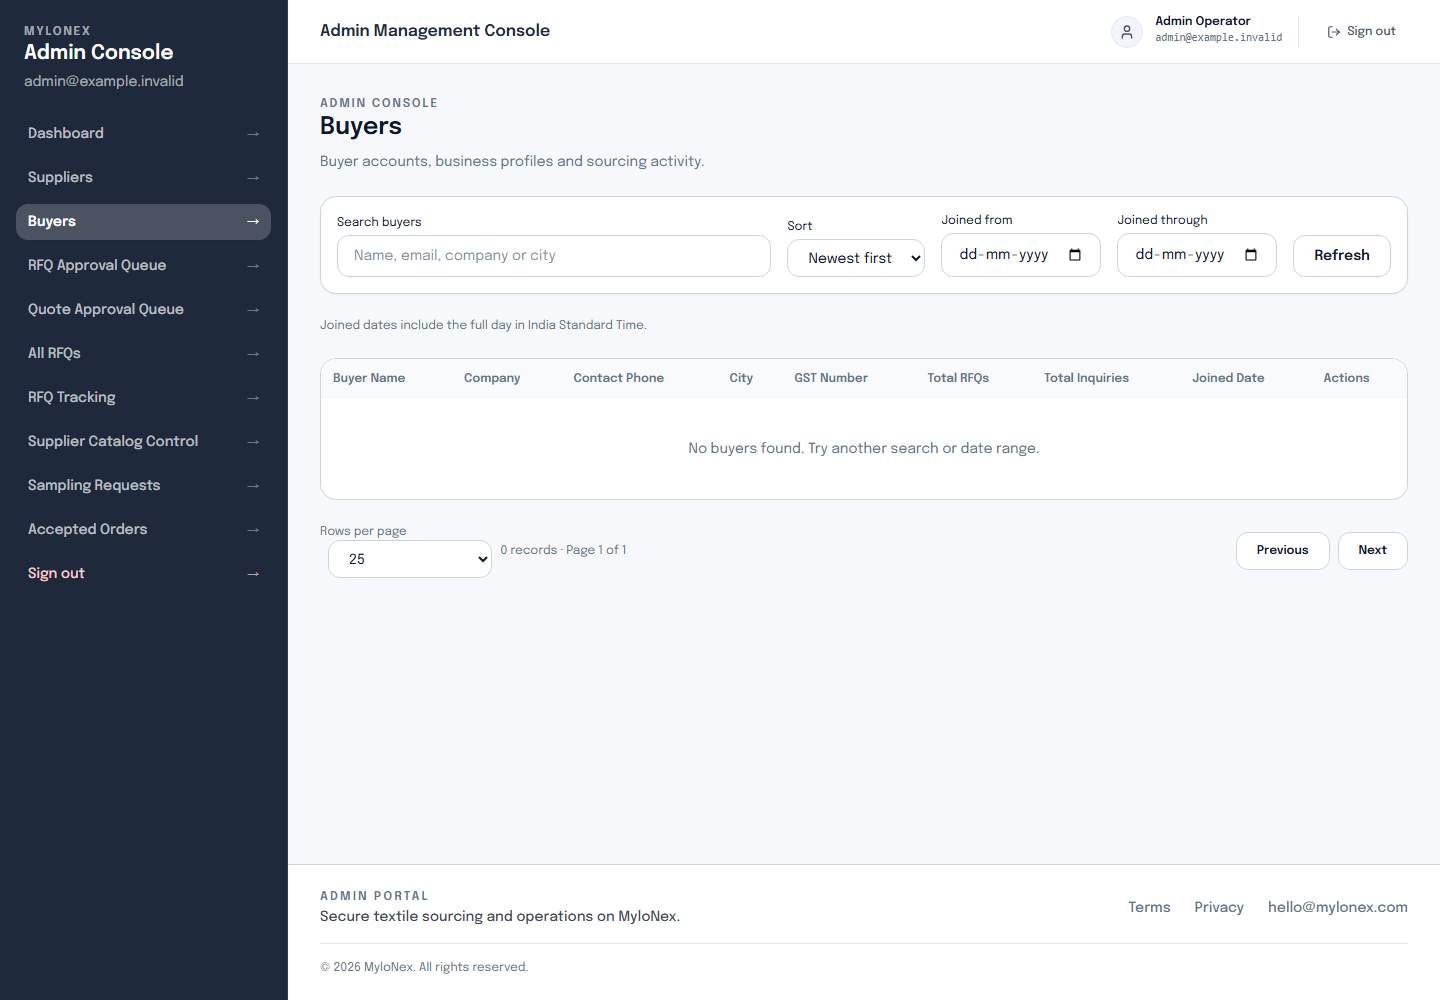 MYLONEX
Admin Console
admin@example.invalid
Dashboard →
Suppliers →
Buyers →
RFQ Approval Queue →
Quote Approval Queue →
All RFQs →
RFQ Tracking →
Supplier Catalog Control →
Sampling Requests →
Accepted Orders →
Sign out →
Admin Management Console
Admin Operator
admin@example.invalid
Sign out
ADMIN CONSOLE
Buyers
Buyer accounts, business profiles and sourcing activity.
Search buyers
Name, email, company or city
Sort
Newest first
Joined from
dd-mm-yyyy
Joined through
dd-mm-yyyy
Refresh
Joined dates include the full day in India Standard Time.
Buyer Name Company Contact Phone City GST Number Total RFQs Total Inquiries Joined Date Actions
No buyers found. Try another search or date range.
Rows per page
25
0 records · Page 1 of 1
Previous Next
ADMIN PORTAL
Secure textile sourcing and operations on MyloNex.
Terms Privacy hello@mylonex.com
© 2026 MyloNex. All rights reserved.